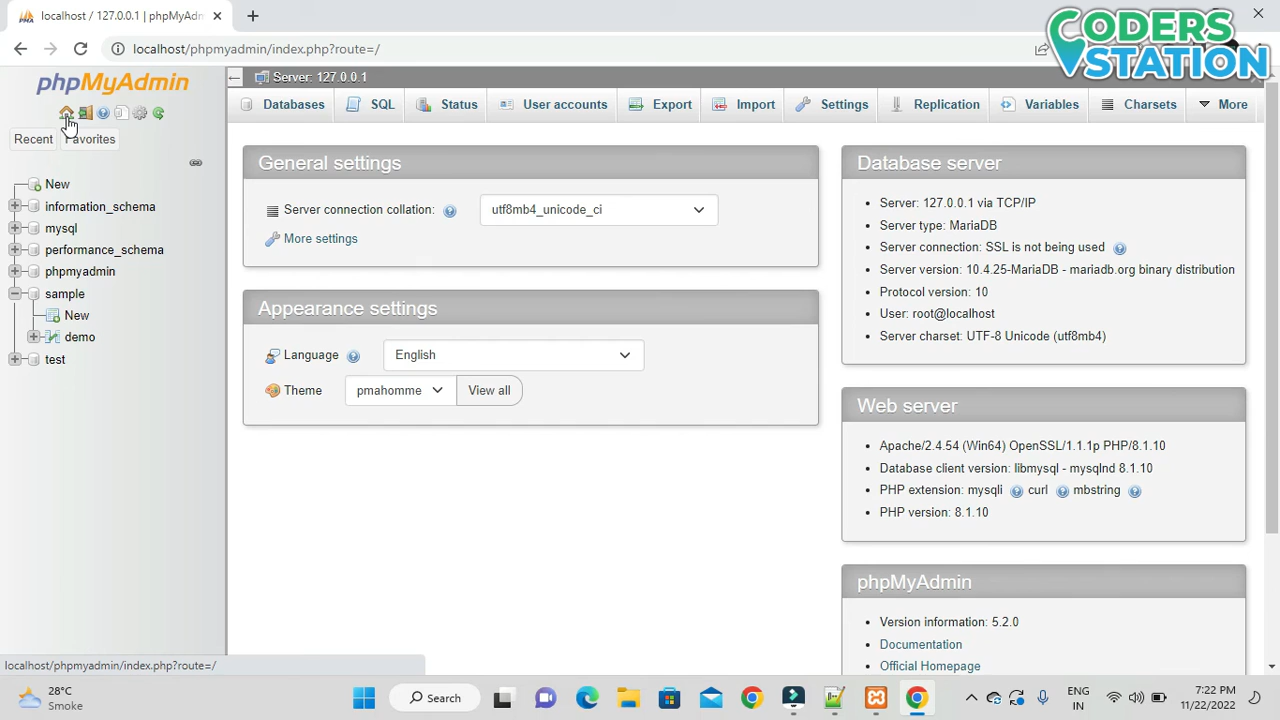 localhost / 127.0.0.1 | phpMyAdm
CODERS STATION
localhost/phpmyadmin/index.php?route=/
phpMyAdmin
Recent
Favorites
New
information_schema
mysql
performance_schema
phpmyadmin
sample
New
demo
test
Server: 127.0.0.1
Databases
SQL
Status
User accounts
Export
Import
Settings
Replication
Variables
Charsets
More
General settings
Server connection collation:
utf8mb4_unicode_ci
More settings
Appearance settings
Language
English
Theme
pmahomme
View all
Database server
Server: 127.0.0.1 via TCP/IP
Server type: MariaDB
Server connection: SSL is not being used
Server version: 10.4.25-MariaDB - mariadb.org binary distribution
Protocol version: 10
User: root@localhost
Server charset: UTF-8 Unicode (utf8mb4)
Web server
Apache/2.4.54 (Win64) OpenSSL/1.1.1p PHP/8.1.10
Database client version: libmysql - mysqlnd 8.1.10
PHP extension: mysqli curl mbstring
PHP version: 8.1.10
phpMyAdmin
Version information: 5.2.0
Documentation
Official Homepage
localhost/phpmyadmin/index.php?route=/
28°C
Smoke
Search
ENG
IN
7:22 PM
11/22/2022